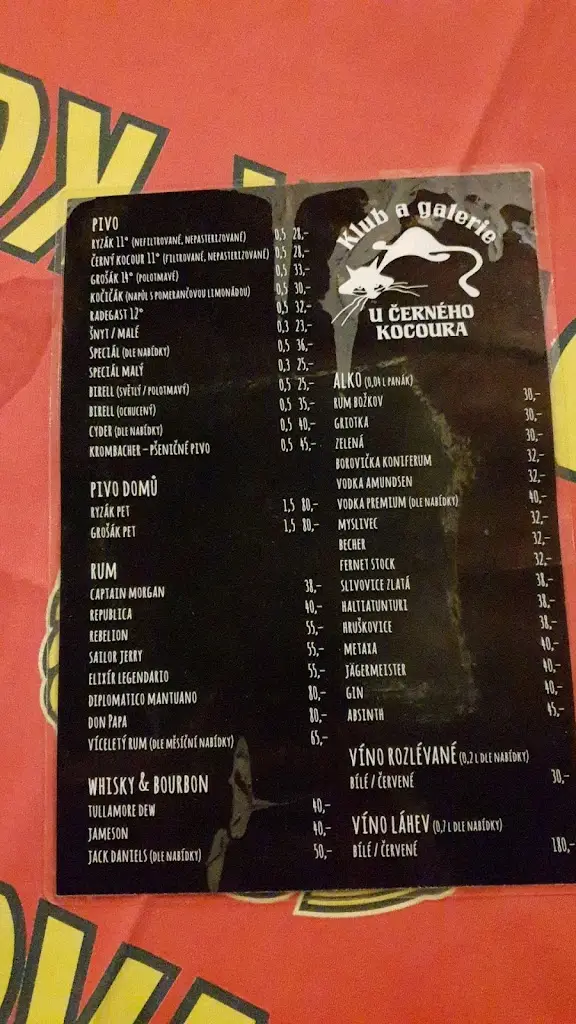 PIVO
RYZÁK 11° (NEFILTROVANÉ, NEPASTERIZOVANÉ) 0,5 28,-
ČERNÝ KOCOUR 11° (FILTROVANÉ, NEPASTERIZOVANÉ) 0,5 28,-
GROŠÁK 14° (POLOTMAVÉ) 0,5 33,-
KOČIČÁK (NAPŮL S POMERANČOVOU LIMONÁDOU) 0,5 30,-
RADEGAST 12° 0,5 32,-
ŠNYT / MALÉ 0,3 23,-
SPECIÁL (DLE NABÍDKY) 0,5 36,-
SPECIÁL MALÝ 0,3 25,-
BIRELL (SVĚTLÝ / POLOTMAVÝ) 0,5 25,-
BIRELL (OCHUCENÝ) 0,5 35,-
CYDER (DLE NABÍDKY) 0,5 40,-
KROMBACHER – PŠENIČNÉ PIVO 0,5 45,-
PIVO DOMŮ
RYZÁK PET 1,5 80,-
GROŠÁK PET 1,5 80,-
RUM
CAPTAIN MORGAN 38,-
REPUBLICA 40,-
REBELION 55,-
SAILOR JERRY 55,-
ELIXÍR LEGENDARIO 55,-
DIPLOMATICO MANTUANO 80,-
DON PAPA 80,-
VÍCELETÝ RUM (DLE MĚSÍČNÍ NABÍDKY) 65,-
WHISKY & BOURBON
TULLAMORE DEW 40,-
JAMESON 40,-
JACK DANIELS (DLE NABÍDKY) 50,-
Klub a galerie
U ČERNÉHO
KOCOURA
ALKO (0,04 L PANÁK)
RUM BOŽKOV 30,-
GRIOTKA 30,-
ZELENÁ 30,-
BOROVIČKA KONIFERUM 32,-
VODKA AMUNDSEN 32,-
VODKA PREMIUM (DLE NABÍDKY) 40,-
MYSLIVEC 32,-
BECHER 32,-
FERNET STOCK 32,-
SLIVOVICE ZLATÁ 38,-
HALTIATUNTURI 38,-
HRUŠKOVICE 38,-
METAXA 40,-
JÄGERMEISTER 40,-
GIN 40,-
ABSINTH 45,-
VÍNO ROZLÉVANÉ (0,2 L DLE NABÍDKY)
BÍLÉ / ČERVENÉ 30,-
VÍNO LÁHEV (0,7 L DLE NABÍDKY)
BÍLÉ / ČERVENÉ 180,-